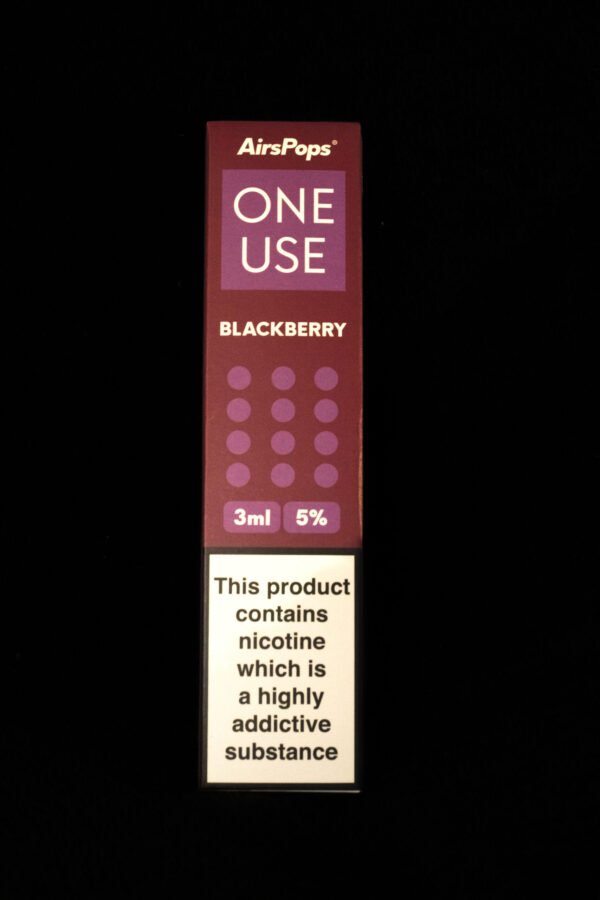 AirsPops®
ONE
USE
BLACKBERRY
3ml 5%
This product
contains
nicotine
which is
a highly
addictive
substance